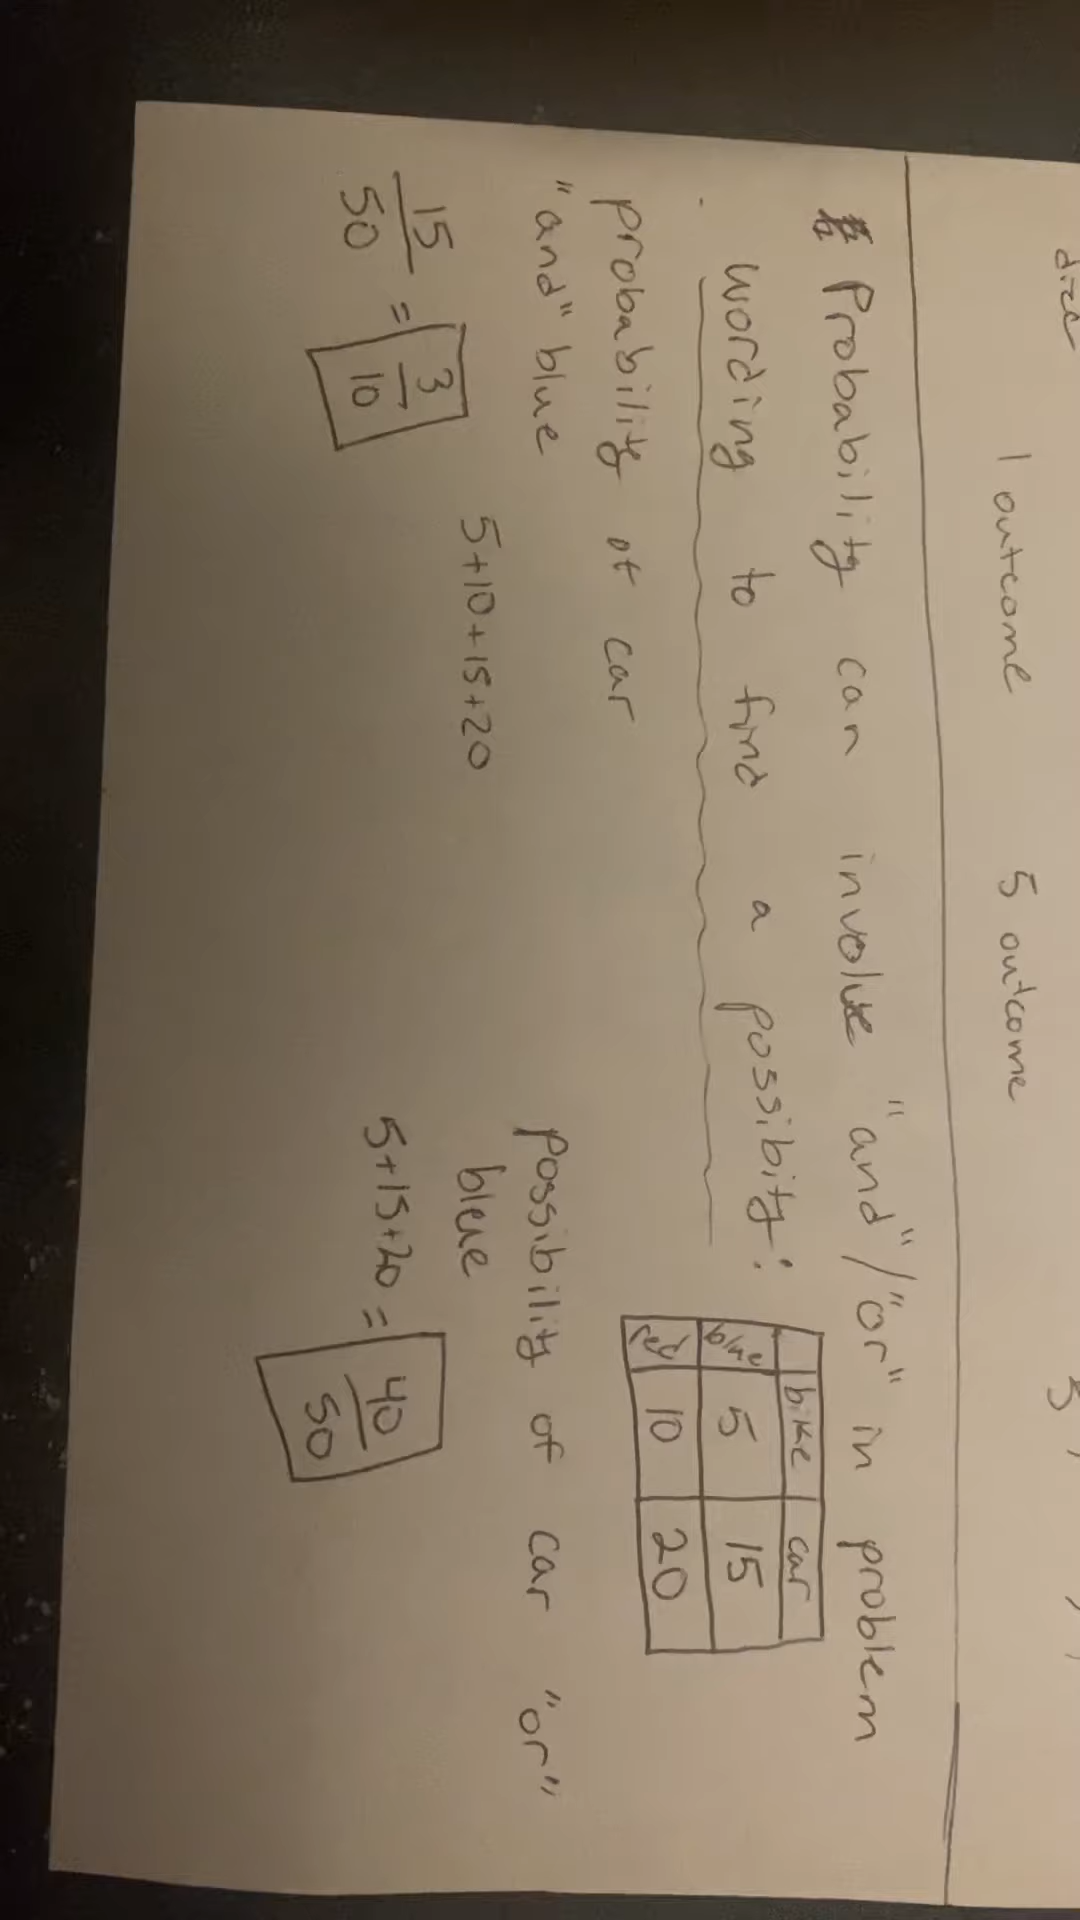 dice
1 outcome 5 outcome
Probability can involve "and"/"or" in problem
. wording to find a possibity:
bike car
blue 5 15
red 10 20
probability of car
"and" blue
5+10+15+20
15/50 = 3/10
possibility of car "or"
blue
5+15+20 = 40/50